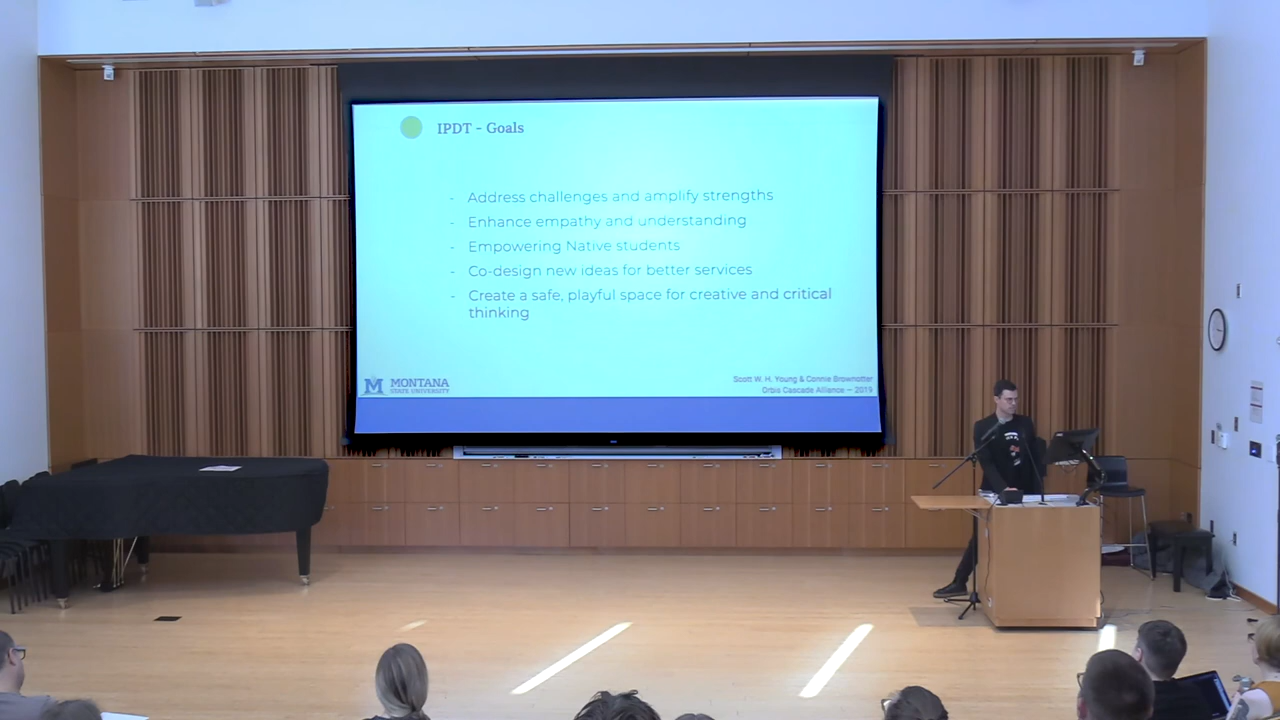 IPDT - Goals
- Address challenges and amplify strengths
- Enhance empathy and understanding
- Empowering Native students
- Co-design new ideas for better services
- Create a safe, playful space for creative and critical
thinking
M MONTANA
STATE UNIVERSITY
Scott W. H. Young & Connie Brownotter
Orbis Cascade Alliance – 2019